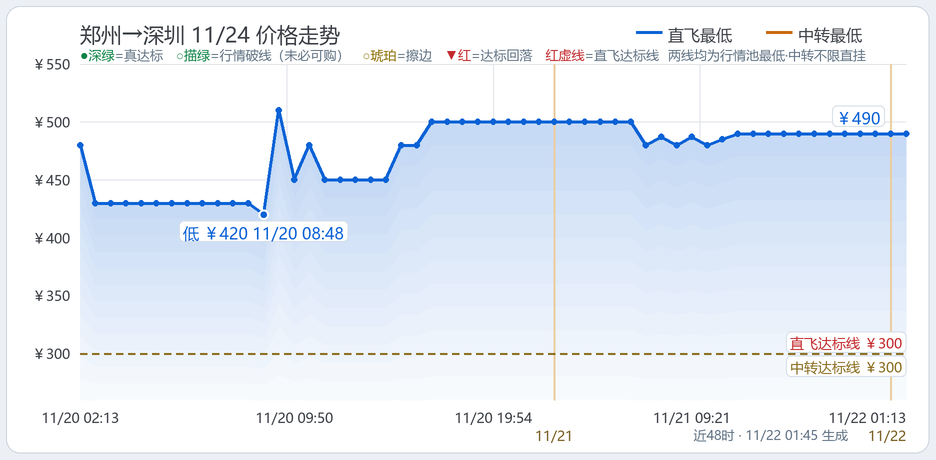 郑州→深圳 11/24 价格走势
直飞最低 中转最低
●深绿=真达标 ○描绿=行情破线（未必可购） ○琥珀=擦边 ▼红=达标回落 红虚线=直飞达标线 两线均为行情池最低·中转不限直挂
¥550
¥500
¥490
¥450
低 ¥420 11/20 08:48
¥400
¥350
直飞达标线 ¥300
¥300
中转达标线 ¥300
11/20 02:13 11/20 09:50 11/20 19:54 11/21 09:21 11/22 01:13
11/21 近48时 · 11/22 01:45 生成 11/22